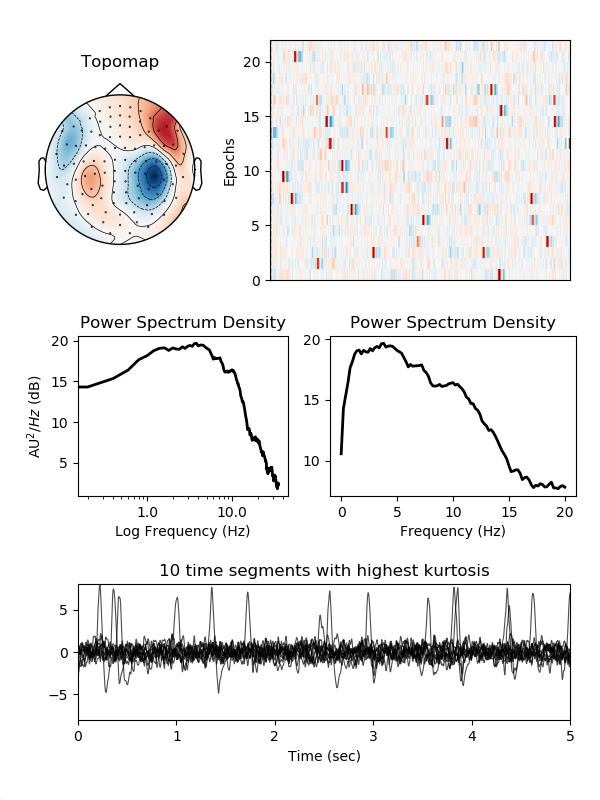 Topomap
Epochs
20
15
10
5
0
Power Spectrum Density
AU²/Hz (dB)
20
15
10
5
1.0 10.0
Log Frequency (Hz)
Power Spectrum Density
20
15
10
0 5 10 15 20
Frequency (Hz)
10 time segments with highest kurtosis
5
0
−5
0 1 2 3 4 5
Time (sec)